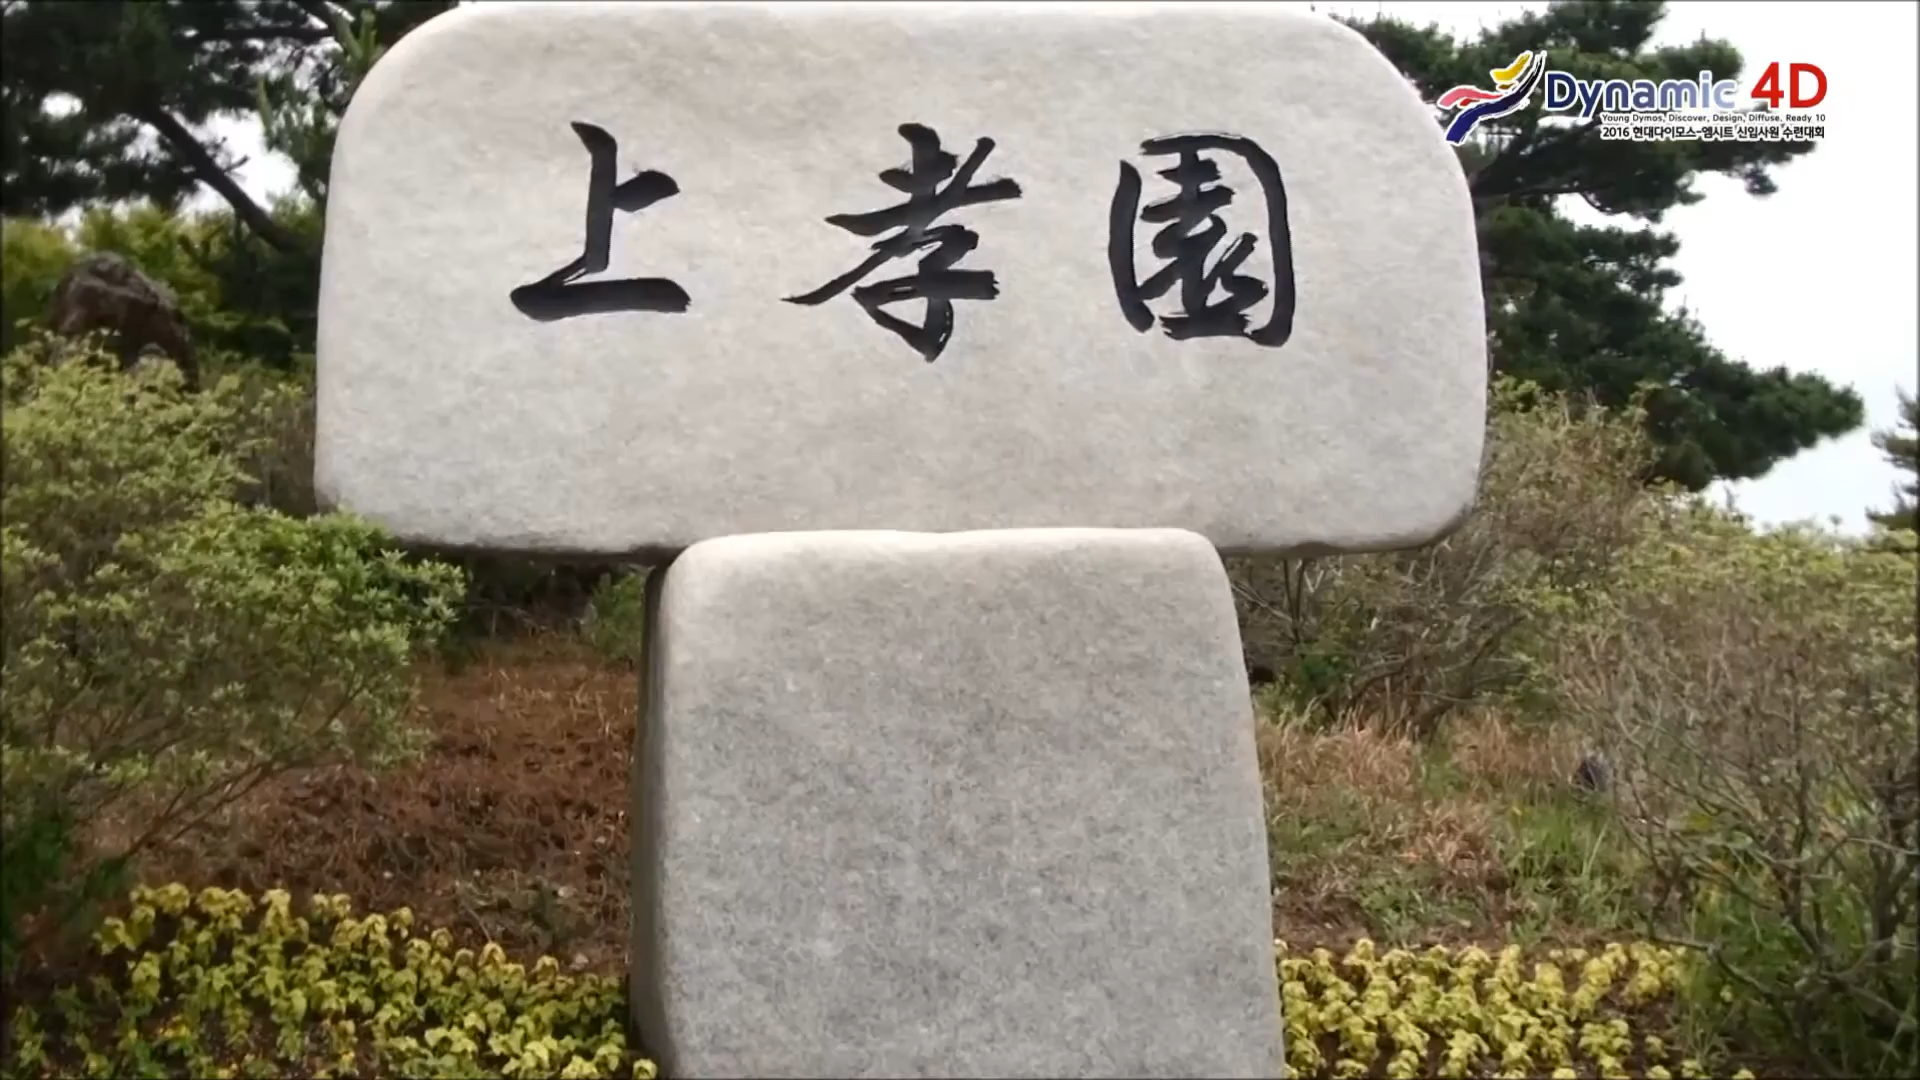 上孝園
Dynamic 4D
Young Dymos, Discover, Design, Diffuse. Ready 10
2016 현대다이모스-엠시트 신입사원 수련대회